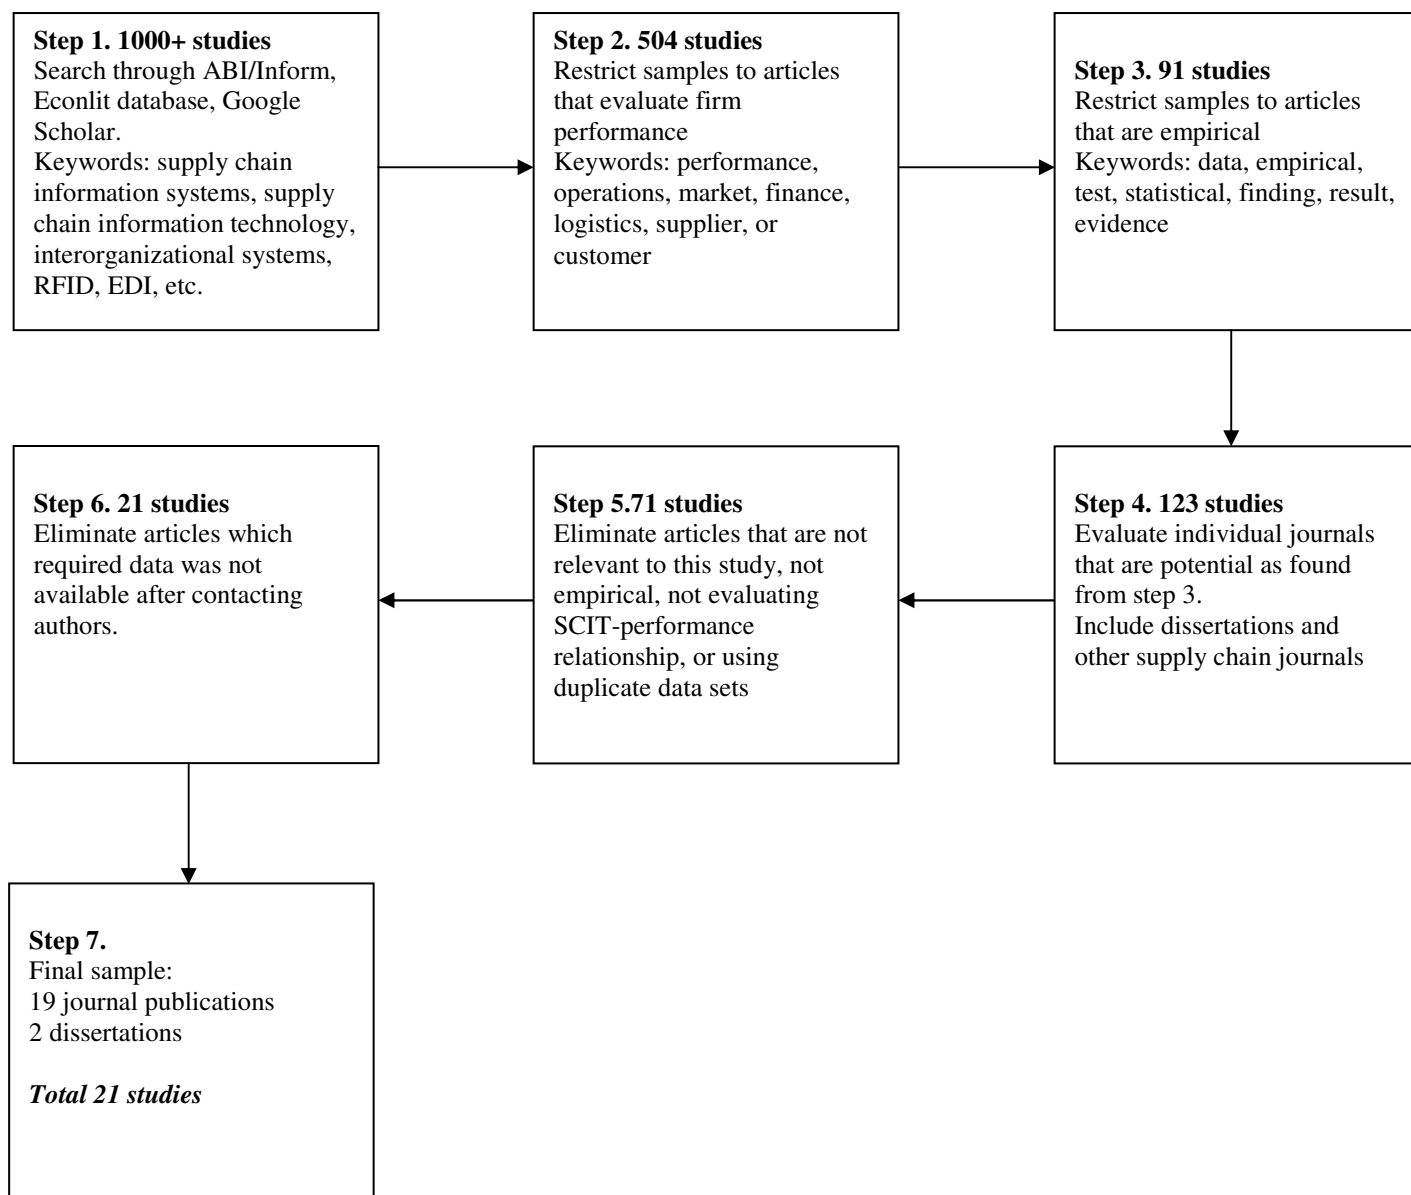 Step 1. 1000+ studies
Search through ABI/Inform,
Econlit database, Google
Scholar.
Keywords: supply chain
information systems, supply
chain information technology,
interorganizational systems,
RFID, EDI, etc.
Step 2. 504 studies
Restrict samples to articles
that evaluate firm
performance
Keywords: performance,
operations, market, finance,
logistics, supplier, or
customer
Step 3. 91 studies
Restrict samples to articles
that are empirical
Keywords: data, empirical,
test, statistical, finding, result,
evidence
Step 4. 123 studies
Evaluate individual journals
that are potential as found
from step 3.
Include dissertations and
other supply chain journals
Step 5.71 studies
Eliminate articles that are not
relevant to this study, not
empirical, not evaluating
SCIT-performance
relationship, or using
duplicate data sets
Step 6. 21 studies
Eliminate articles which
required data was not
available after contacting
authors.
Step 7.
Final sample:
19 journal publications
2 dissertations
Total 21 studies